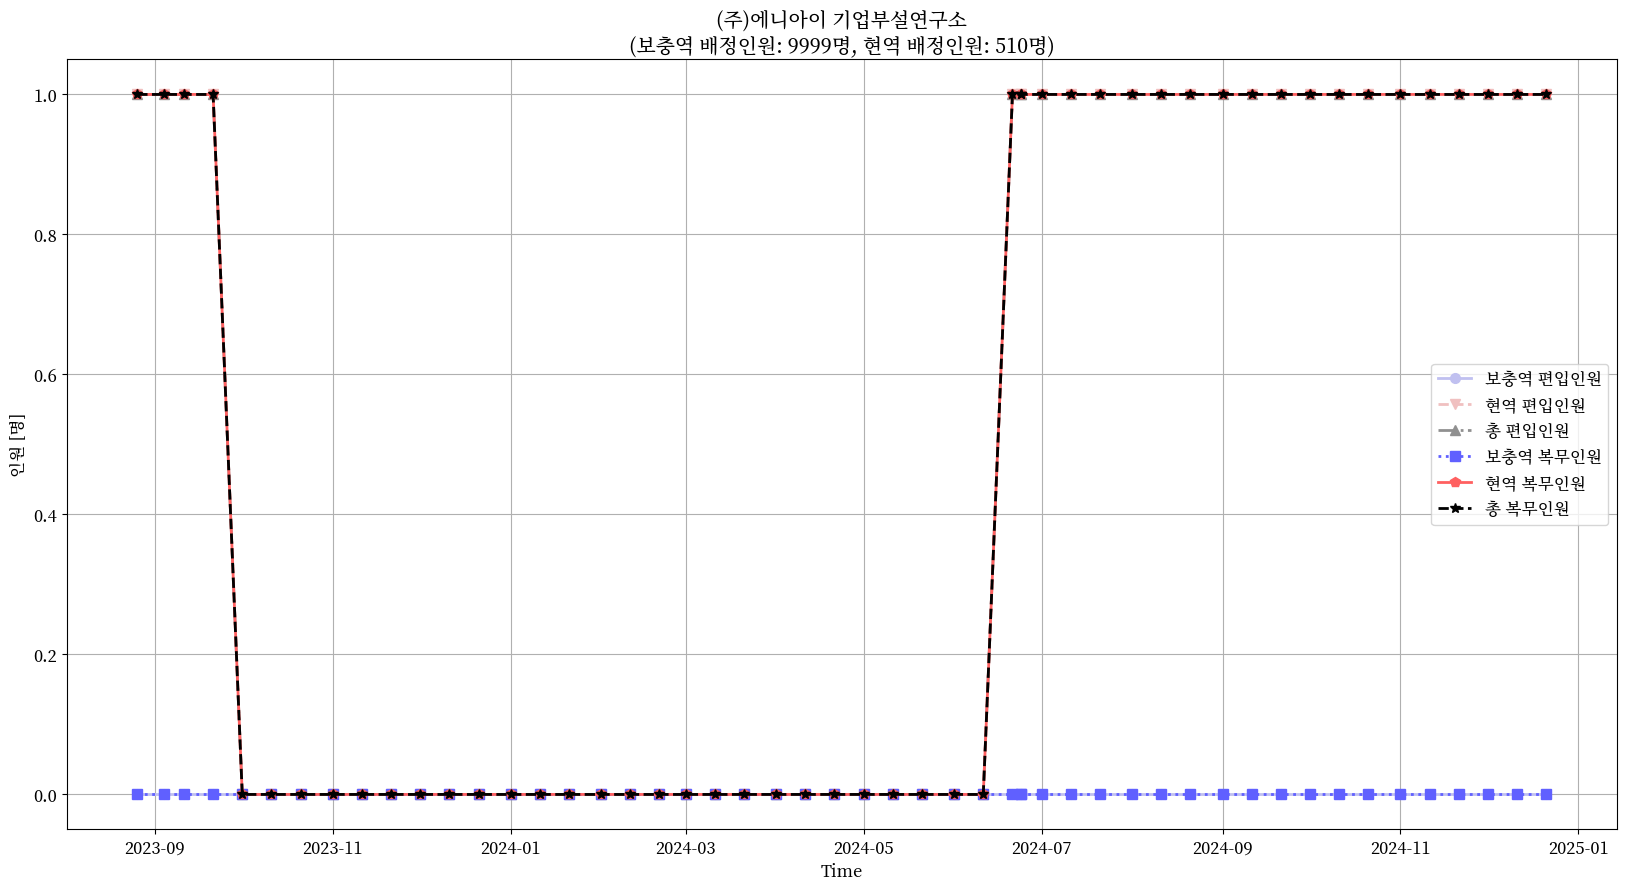 (주)에니아이 기업부설연구소
(보충역 배정인원: 9999명, 현역 배정인원: 510명)
인원 [명]
1.0
0.8
0.6
0.4
0.2
0.0
보충역 편입인원
현역 편입인원
총 편입인원
보충역 복무인원
현역 복무인원
총 복무인원
2023-09 2023-11 2024-01 2024-03 2024-05 2024-07 2024-09 2024-11 2025-01
Time